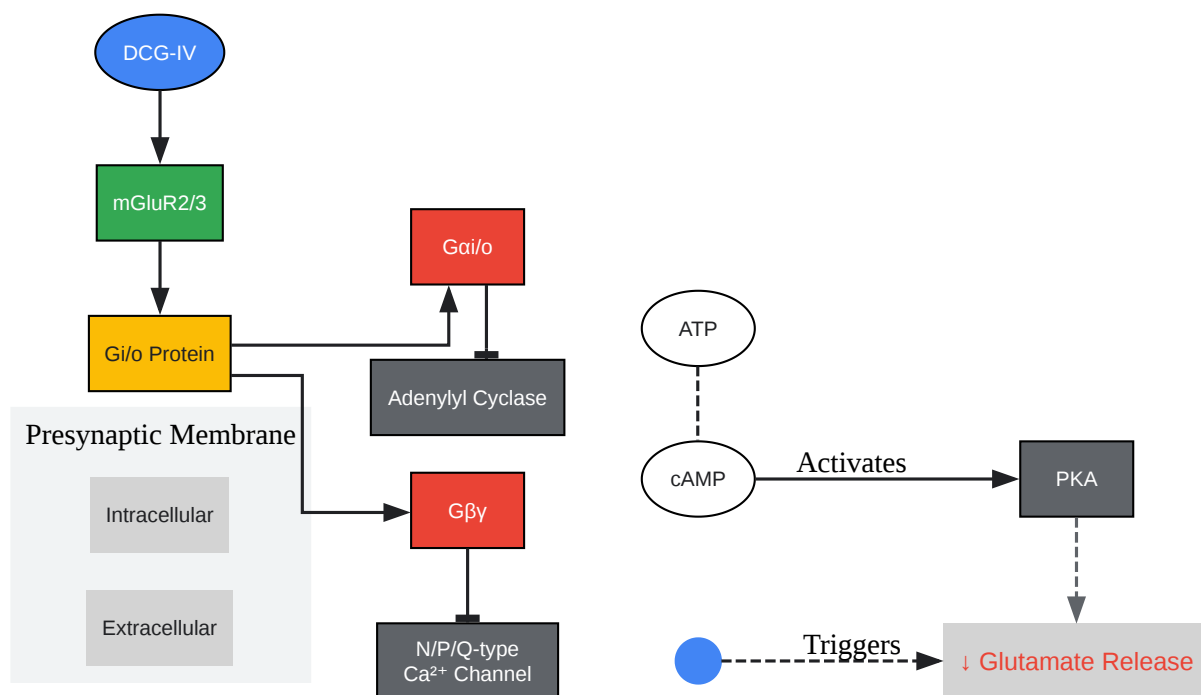 DCG-IV
mGluR2/3
Gαi/o
Gi/o Protein
ATP
Adenylyl Cyclase
Presynaptic Membrane
cAMP
Activates
PKA
Intracellular
Gβγ
Extracellular
N/P/Q-type
Ca²⁺ Channel
Triggers
↓ Glutamate Release